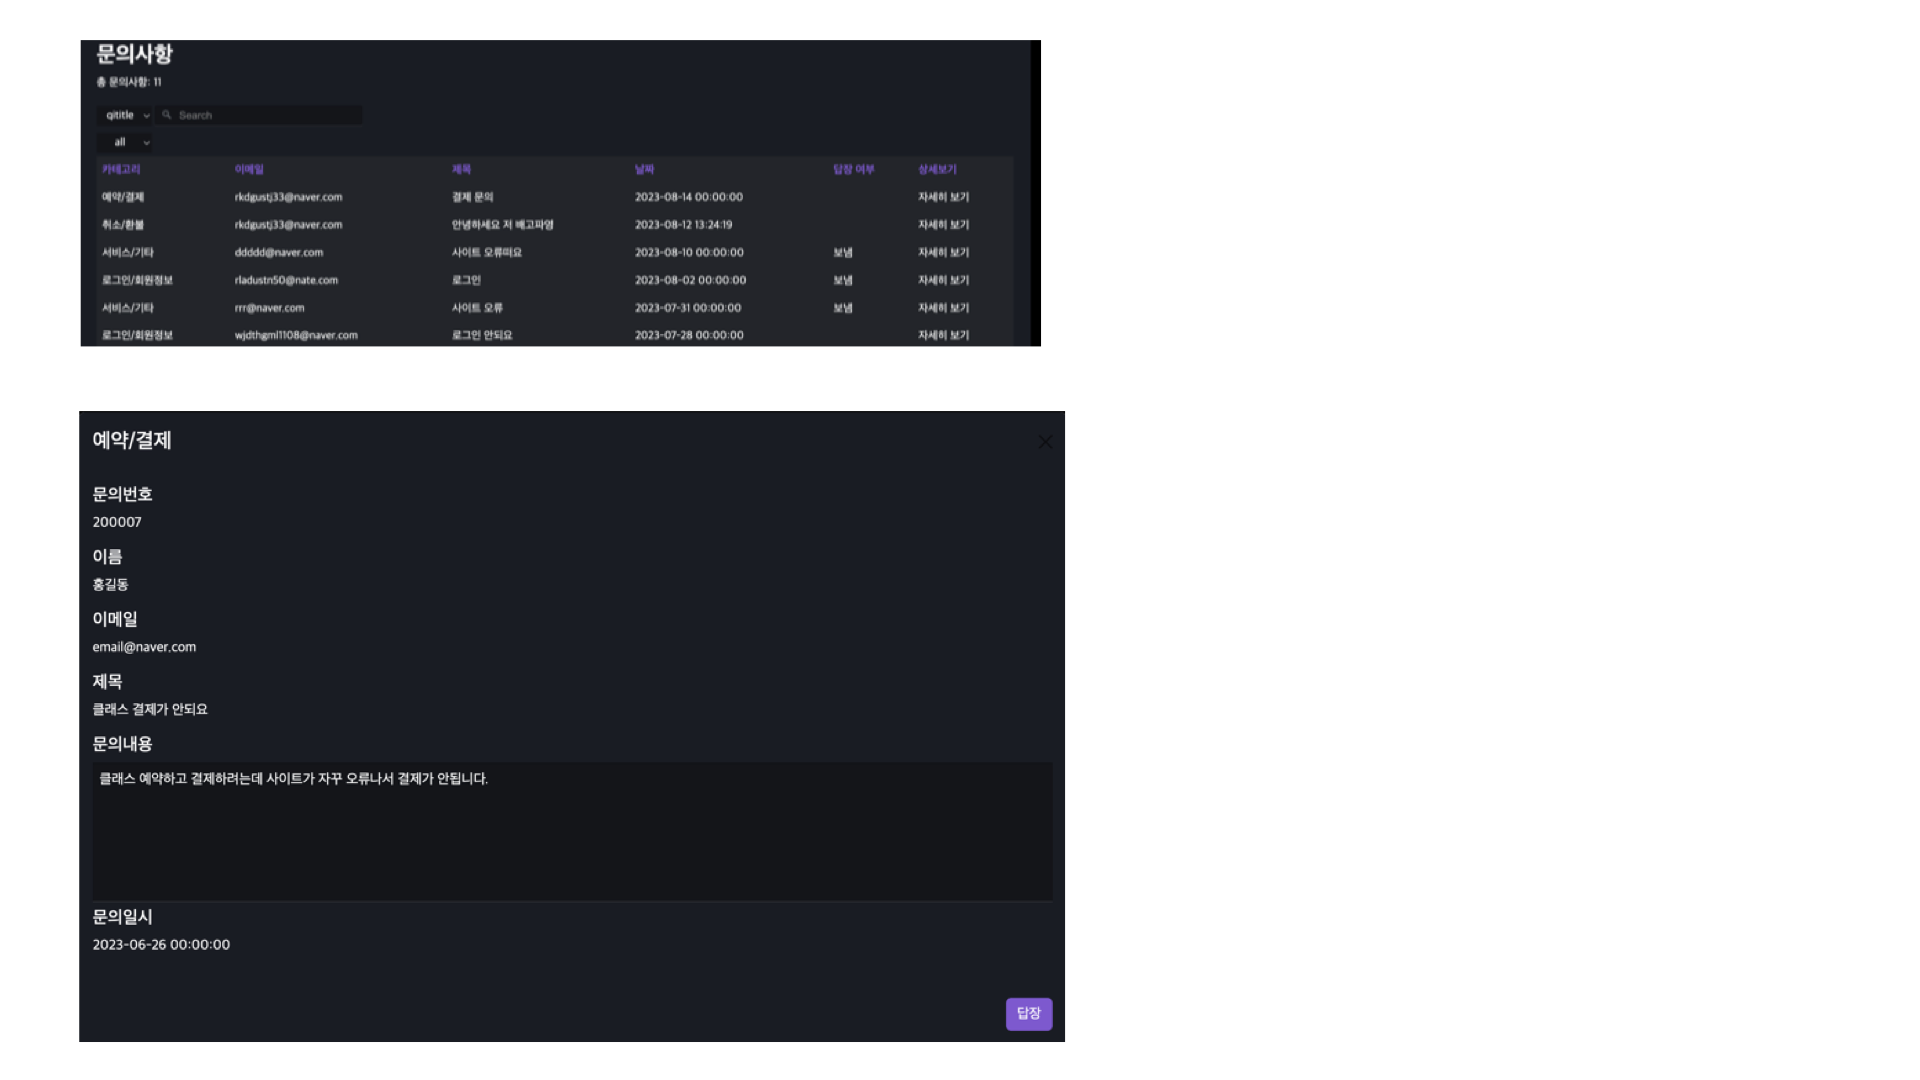 문의사항
총 문의사항: 11
qititle Search
all
카테고리 이메일 제목 날짜 답장 여부 상세보기
예약/결제 rkdgustj33@naver.com 결제 문의 2023-08-14 00:00:00 자세히 보기
취소/환불 rkdgustj33@naver.com 안녕하세요 저 배고파영 2023-08-12 13:24:19 자세히 보기
서비스/기타 ddddd@naver.com 사이트 오류떠요 2023-08-10 00:00:00 보냄 자세히 보기
로그인/회원정보 rladustn50@nate.com 로그인 2023-08-02 00:00:00 보냄 자세히 보기
서비스/기타 rrr@naver.com 사이트 오류 2023-07-31 00:00:00 보냄 자세히 보기
로그인/회원정보 wjdthgml1108@naver.com 로그인 안되요 2023-07-28 00:00:00 자세히 보기
예약/결제
문의번호
200007
이름
홍길동
이메일
email@naver.com
제목
클래스 결제가 안되요
문의내용
클래스 예약하고 결제하려는데 사이트가 자꾸 오류나서 결제가 안됩니다.
문의일시
2023-06-26 00:00:00
답장